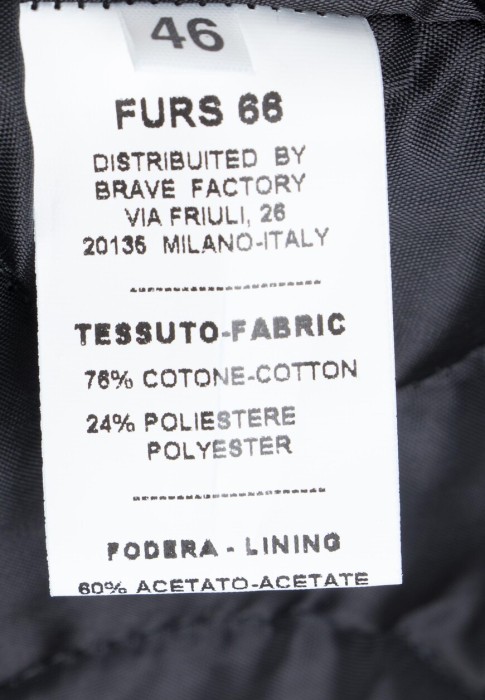 46
FURS 66
DISTRIBUITED BY
BRAVE FACTORY
VIA FRIULI, 26
20136 MILANO-ITALY
TESSUTO-FABRIC
76% COTONE-COTTON
24% POLIESTERE
POLYESTER
FODERA - LINING
60% ACETATO-ACETATE